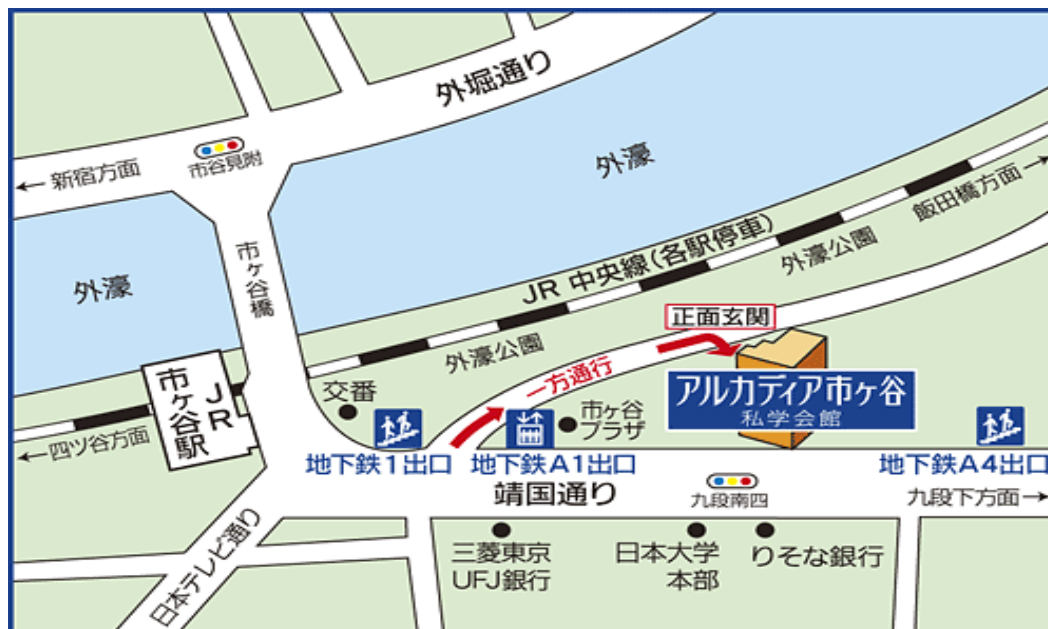 外堀通り
市谷見附
← 新宿方面
外濠
飯田橋方面→
市ヶ谷橋
JR 中央線(各駅停車)
外濠公園
外濠
正面玄関
外濠公園
一方通行
JR
市ヶ谷駅
交番
市ヶ谷
プラザ
アルカディア市ヶ谷
私学会館
←四ツ谷方面
地下鉄1出口
地下鉄A1出口
地下鉄A4出口
靖国通り
九段南四
九段下方面→
日本テレビ通り
三菱東京
UFJ銀行
日本大学
本部
りそな銀行